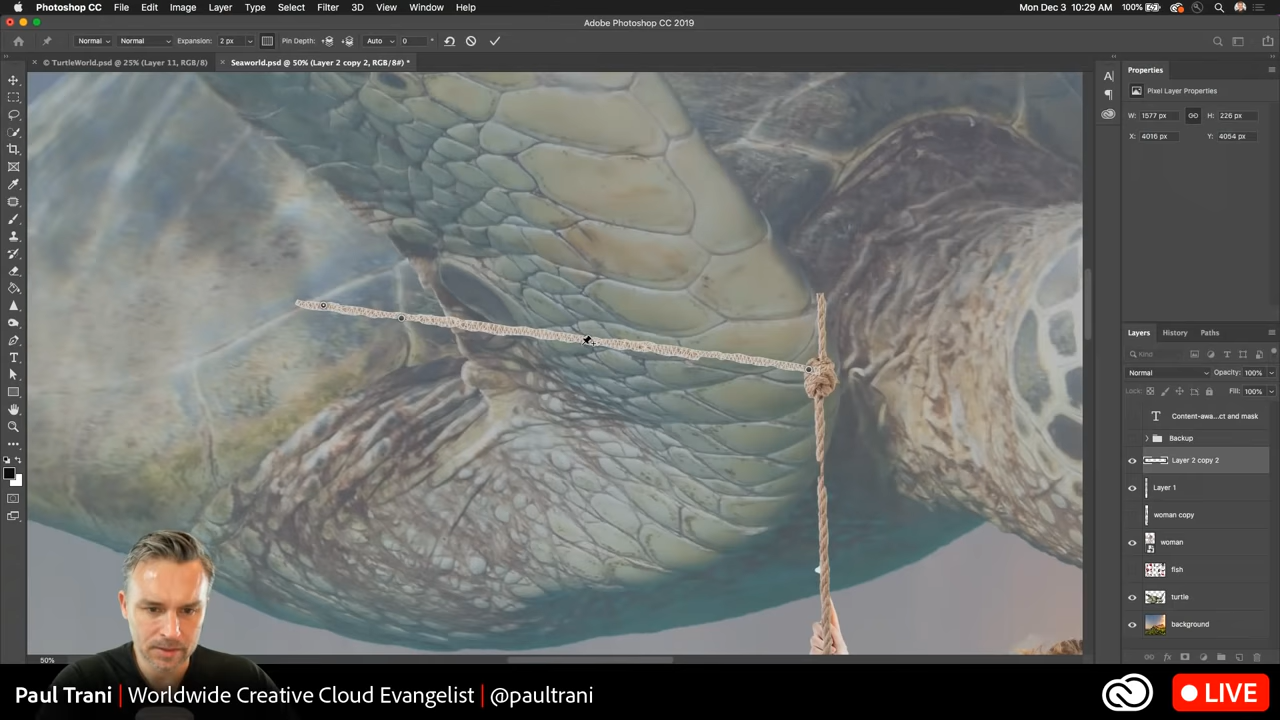 Photoshop CC File Edit Image Layer Type Select Filter 3D View Window Help
100% Mon Dec 3 10:29 AM
Adobe Photoshop CC 2019
Normal Normal Expansion: 2 px Pin Depth: Auto 0 °
× © TurtleWorld.psd @ 25% (Layer 11, RGB/8) × Seaworld.psd @ 50% (Layer 2 copy 2, RGB/8#) *
Properties
Pixel Layer Properties
W: 1577 px H: 226 px
X: 4016 px Y: 4054 px
Layers History Paths
Kind
Normal Opacity: 100%
Lock: Fill: 100%
T Content-awa...ct and mask
Backup
Layer 2 copy 2
Layer 1
woman copy
woman
fish
turtle
background
fx
50%
Paul Trani | Worldwide Creative Cloud Evangelist | @paultrani
LIVE